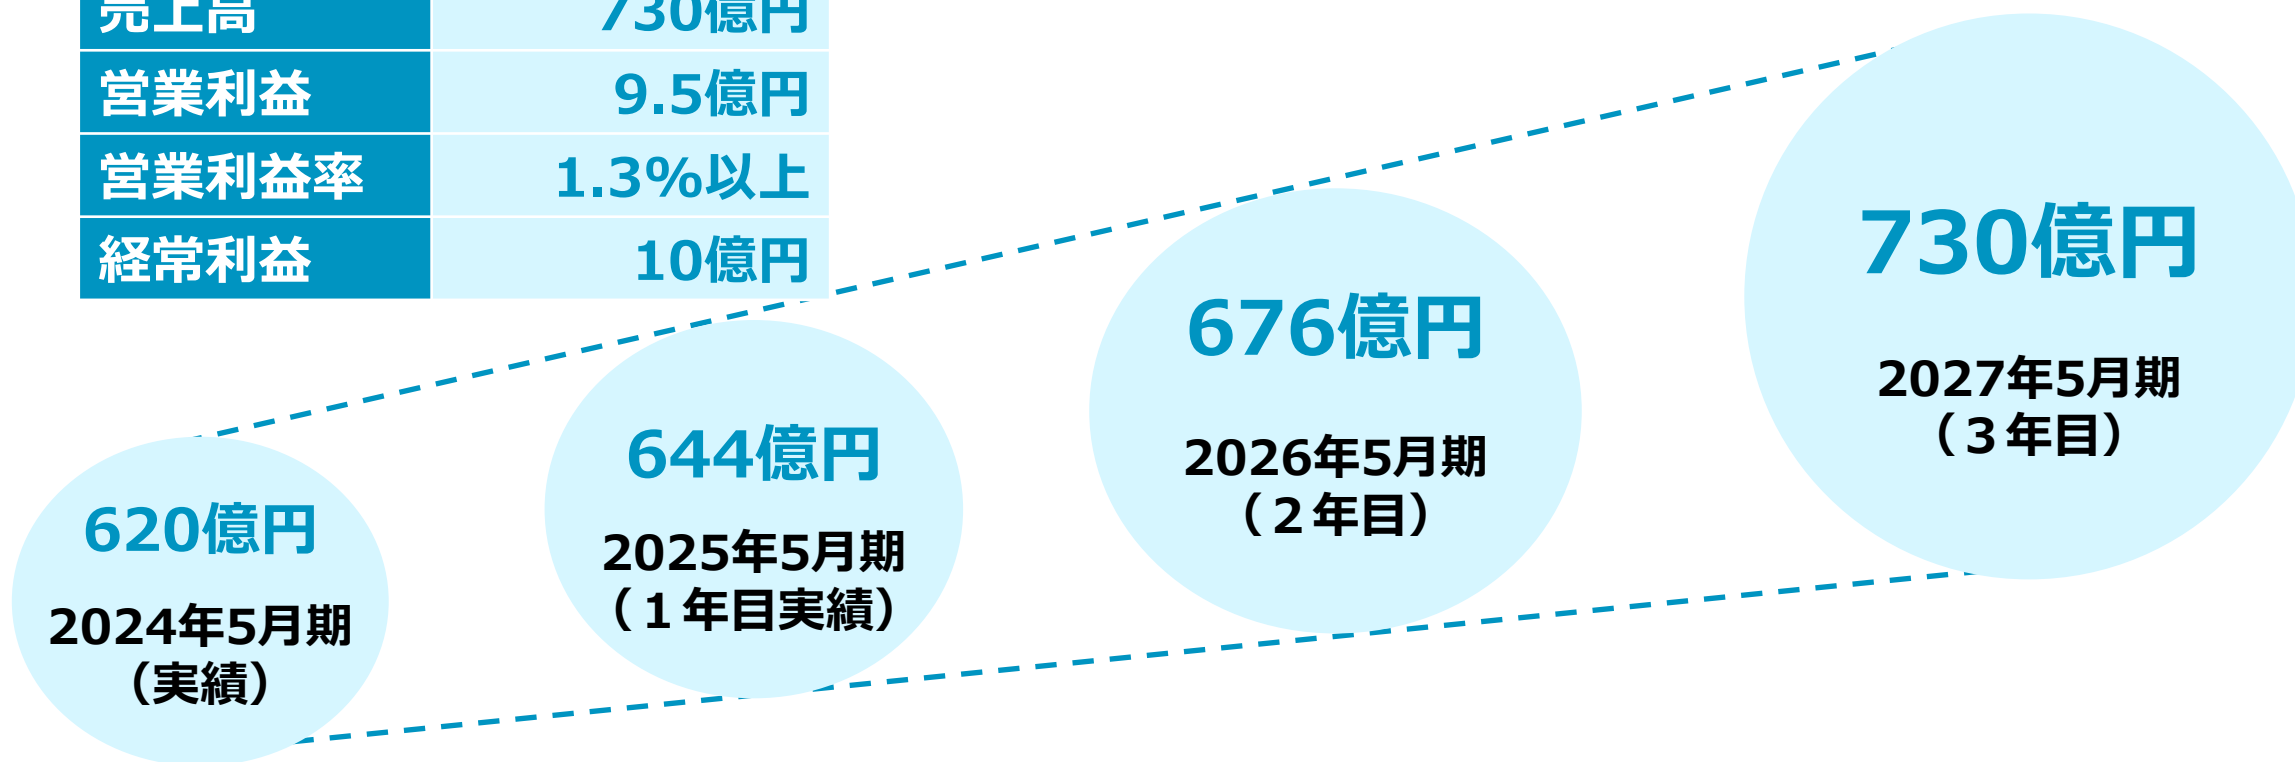 売上高 730億円
営業利益 9.5億円
営業利益率 1.3%以上
経常利益 10億円
620億円
2024年5月期
（実績）
644億円
2025年5月期
（１年目実績）
676億円
2026年5月期
（２年目）
730億円
2027年5月期
（３年目）